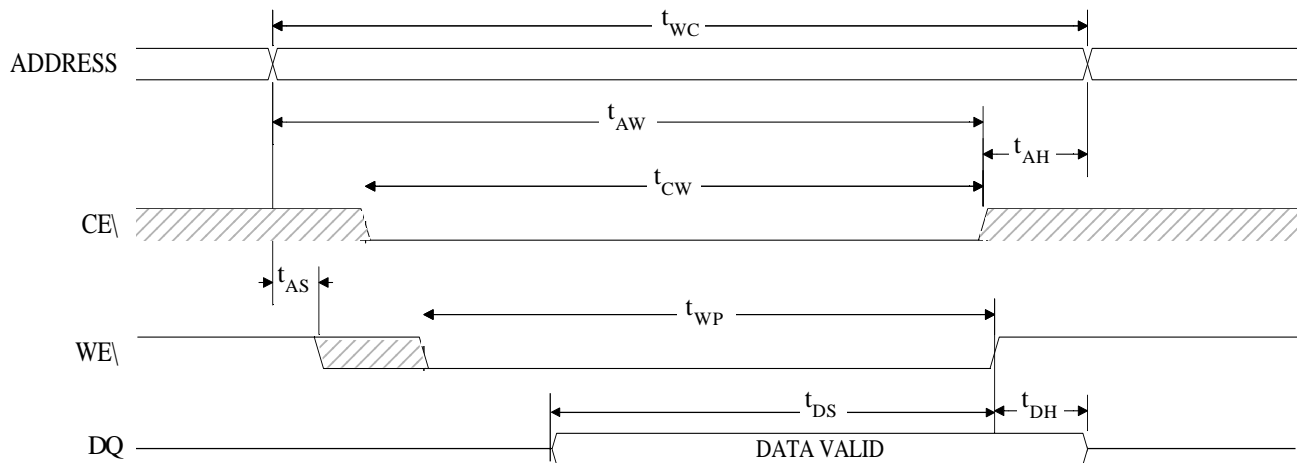 tWC
ADDRESS
tAW
tAH
tCW
CE\
tAS
tWP
WE\
tDS
tDH
DQ
DATA VALID